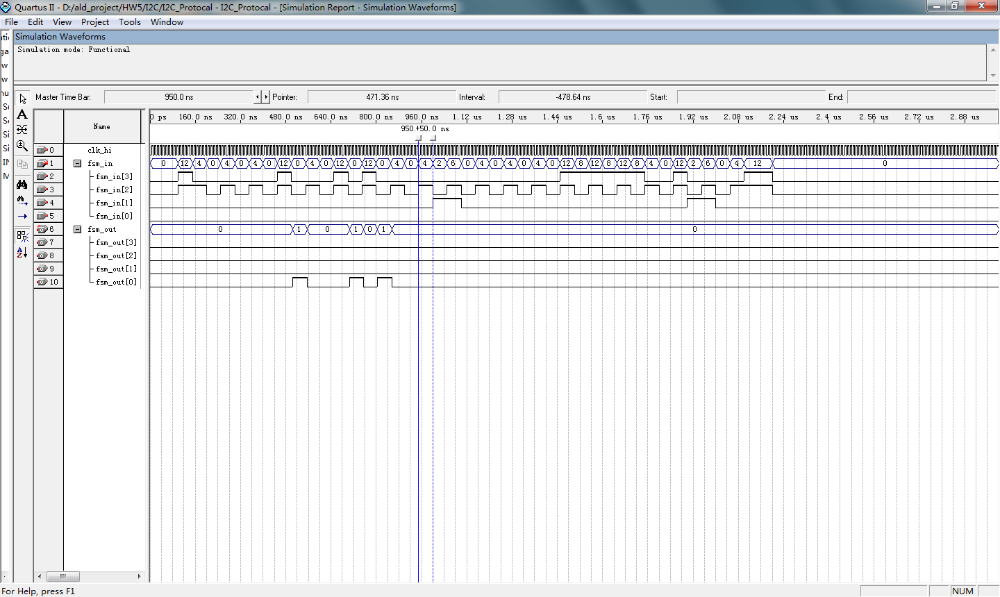 Quartus II - D:/ald_project/HW5/I2C/I2C_Protocal - I2C_Protocal - [Simulation Report - Simulation Waveforms]
File Edit View Project Tools Window
Simulation Waveforms
Simulation mode: Functional
Master Time Bar: 950.0 ns Pointer: 471.36 ns Interval: -478.64 ns Start: End:
Name
0 ps 160.0 ns 320.0 ns 480.0 ns 640.0 ns 800.0 ns 960.0 ns 1.12 us 1.28 us 1.44 us 1.6 us 1.76 us 1.92 us 2.08 us 2.24 us 2.4 us 2.56 us 2.72 us 2.88 us
950.+50.0 ns
0 clk_hi
1 fsm_in 0 12 4 0 4 0 4 0 12 0 4 0 12 0 12 0 4 0 4 2 6 0 4 0 4 0 4 0 12 8 12 8 12 8 4 0 12 2 6 0 4 12 0
2 fsm_in[3]
3 fsm_in[2]
4 fsm_in[1]
5 fsm_in[0]
6 fsm_out 0 1 0 1 0 1 0
7 fsm_out[3]
8 fsm_out[2]
9 fsm_out[1]
10 fsm_out[0]
For Help, press F1
NUM